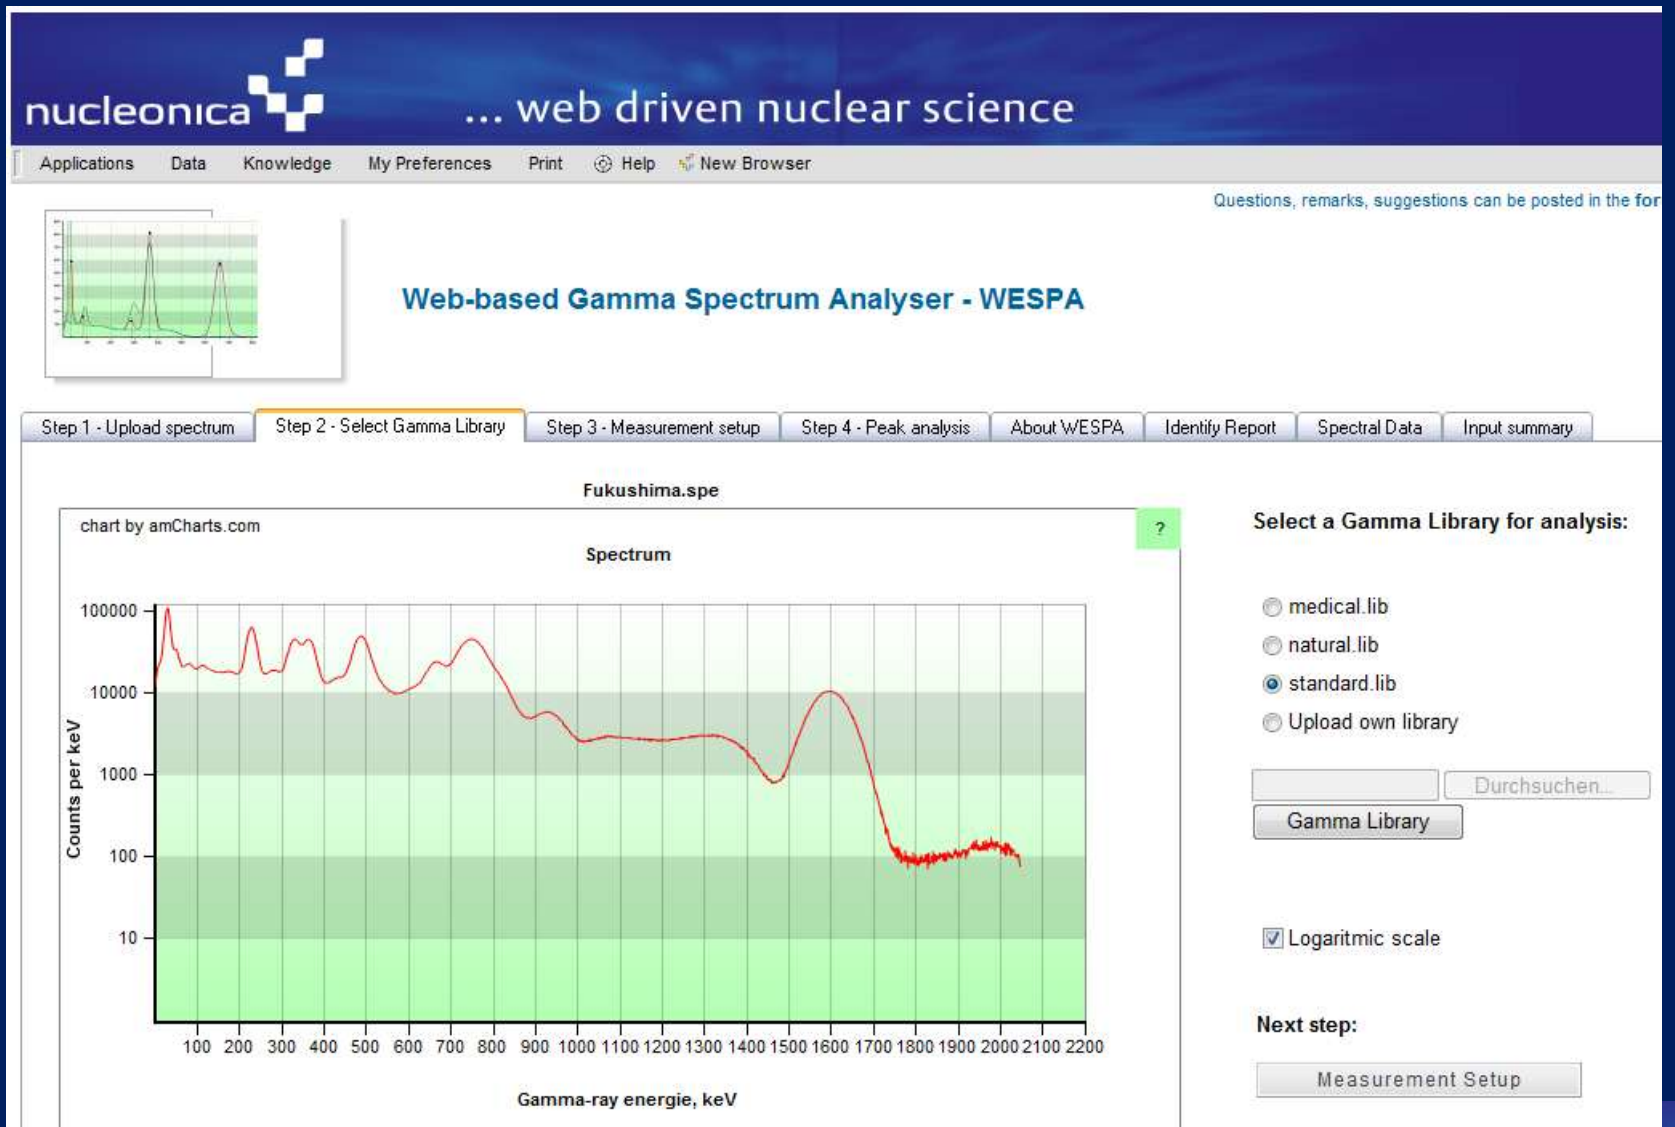 nucleonica
... web driven nuclear science
Applications Data Knowledge My Preferences Print Help New Browser
Questions, remarks, suggestions can be posted in the for
Web-based Gamma Spectrum Analyser - WESPA
Step 1 - Upload spectrum Step 2 - Select Gamma Library Step 3 - Measurement setup Step 4 - Peak analysis About WESPA Identify Report Spectral Data Input summary
Fukushima.spe
chart by amCharts.com
?
Spectrum
100000
10000
1000
100
10
Counts per keV
100 200 300 400 500 600 700 800 900 1000 1100 1200 1300 1400 1500 1600 1700 1800 1900 2000 2100 2200
Gamma-ray energie, keV
Select a Gamma Library for analysis:
medical.lib
natural.lib
standard.lib
Upload own library
Durchsuchen...
Gamma Library
Logaritmic scale
Next step:
Measurement Setup